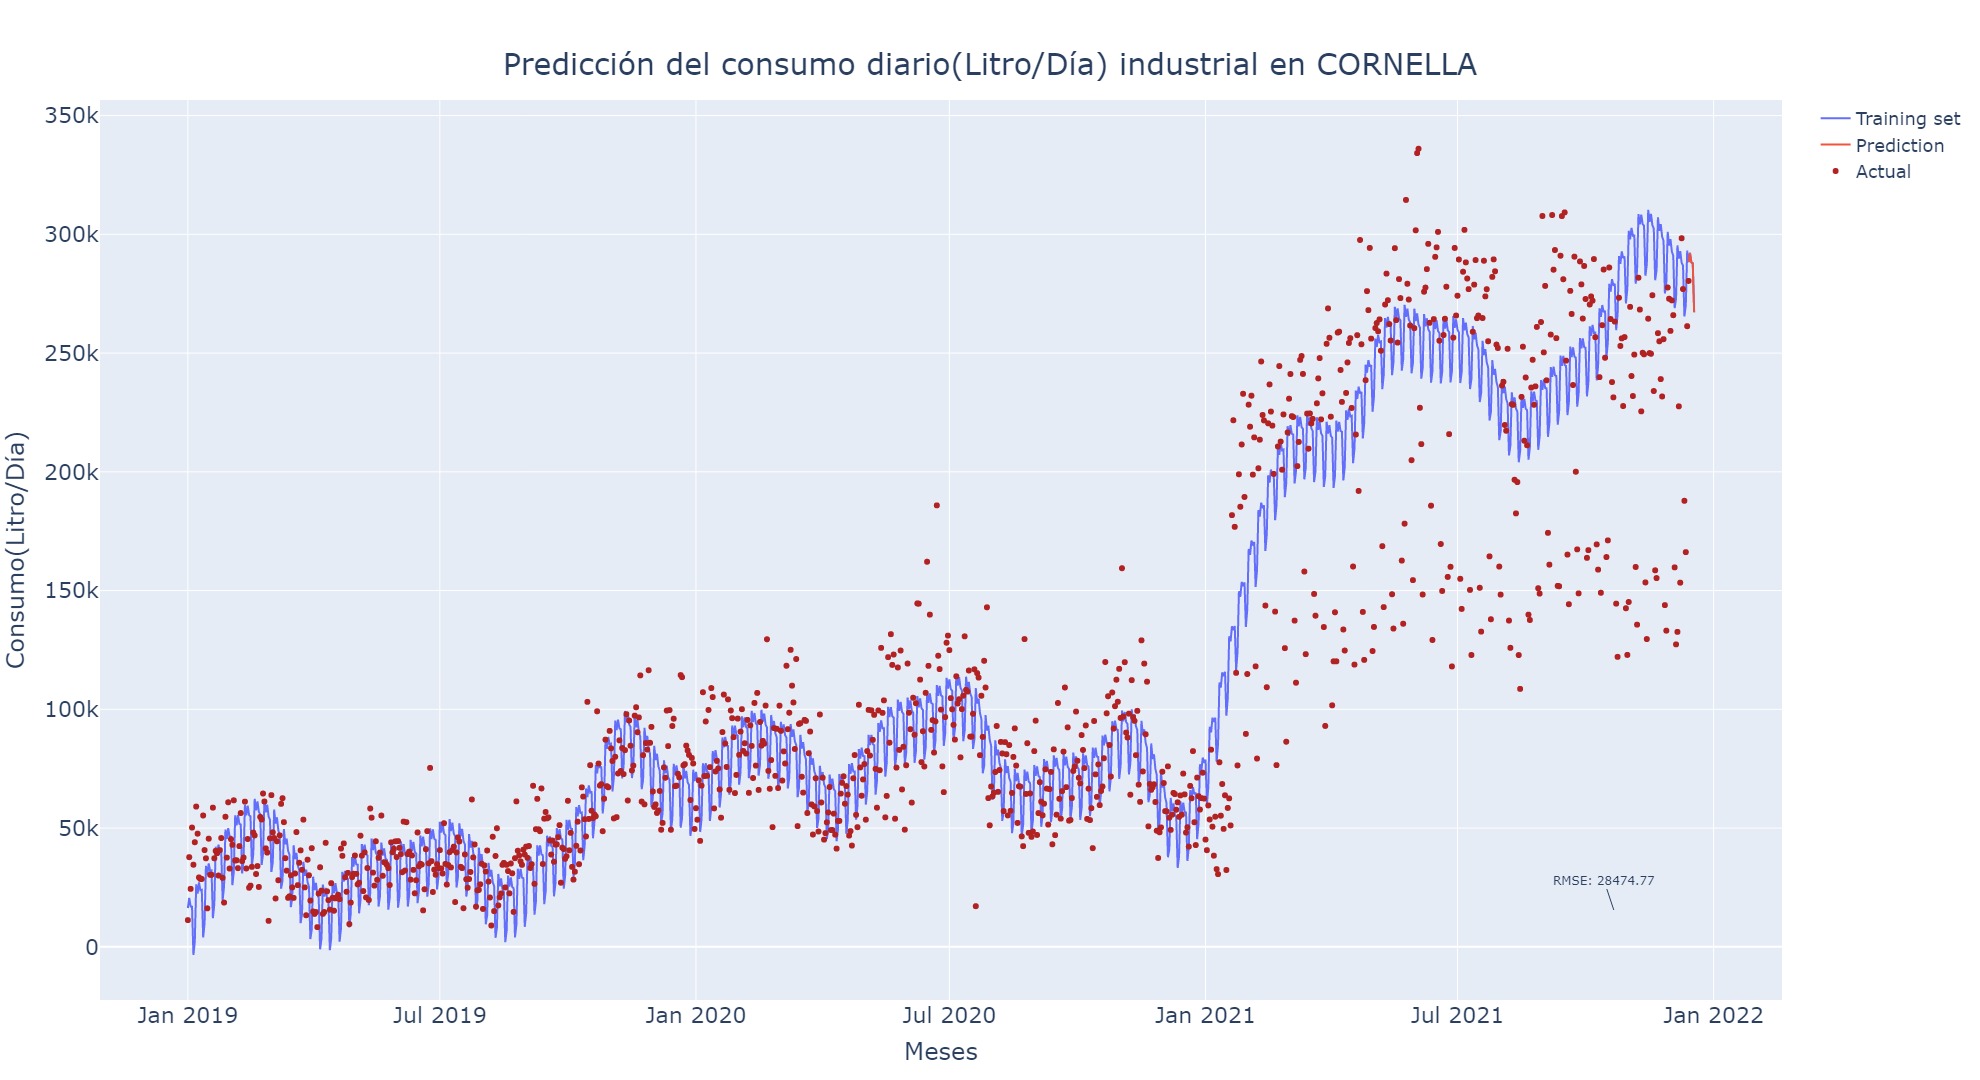 Predicción del consumo diario(Litro/Día) industrial en CORNELLA
350k
300k
250k
200k
150k
100k
50k
0
Consumo(Litro/Día)
Jan 2019
Jul 2019
Jan 2020
Jul 2020
Jan 2021
Jul 2021
Jan 2022
Meses
Training set
Prediction
Actual
RMSE: 28474.77